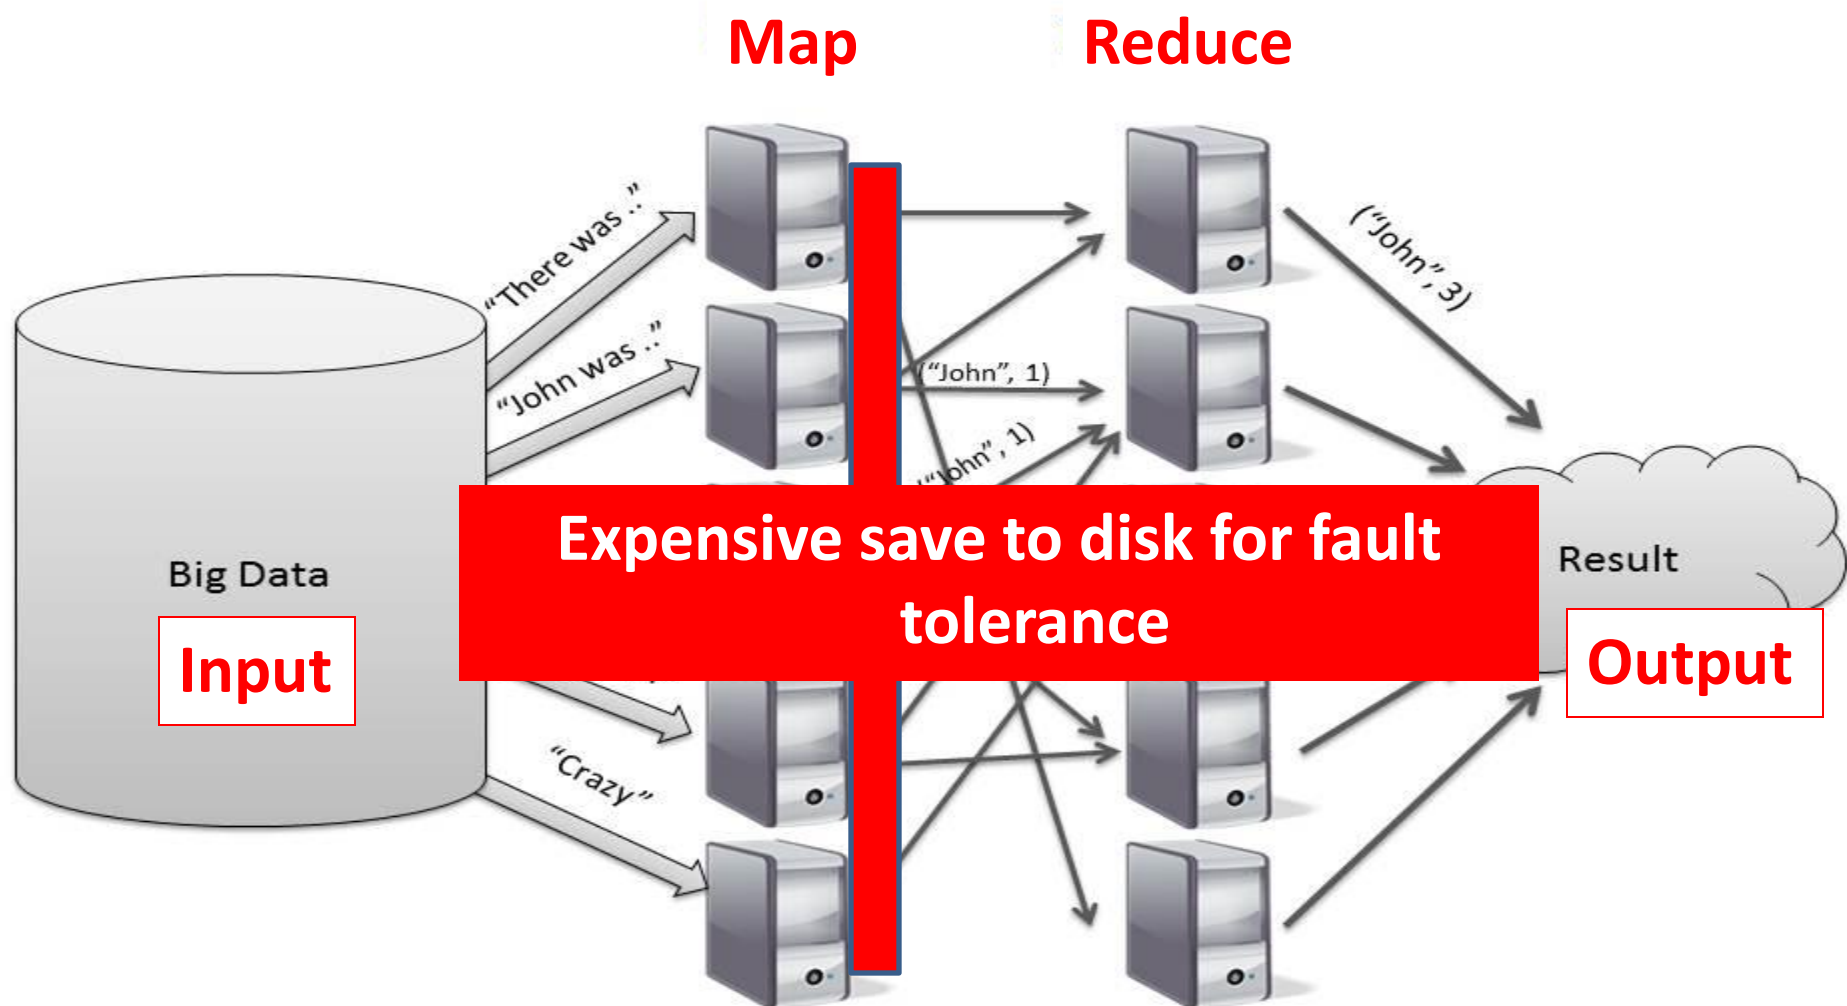 Map
Reduce
“There was ..”
“John was ..”
(“John”, 3)
(“John”, 1)
(“John”, 1)
Expensive save to disk for fault
tolerance
Big Data
Result
Input
Output
“Crazy”